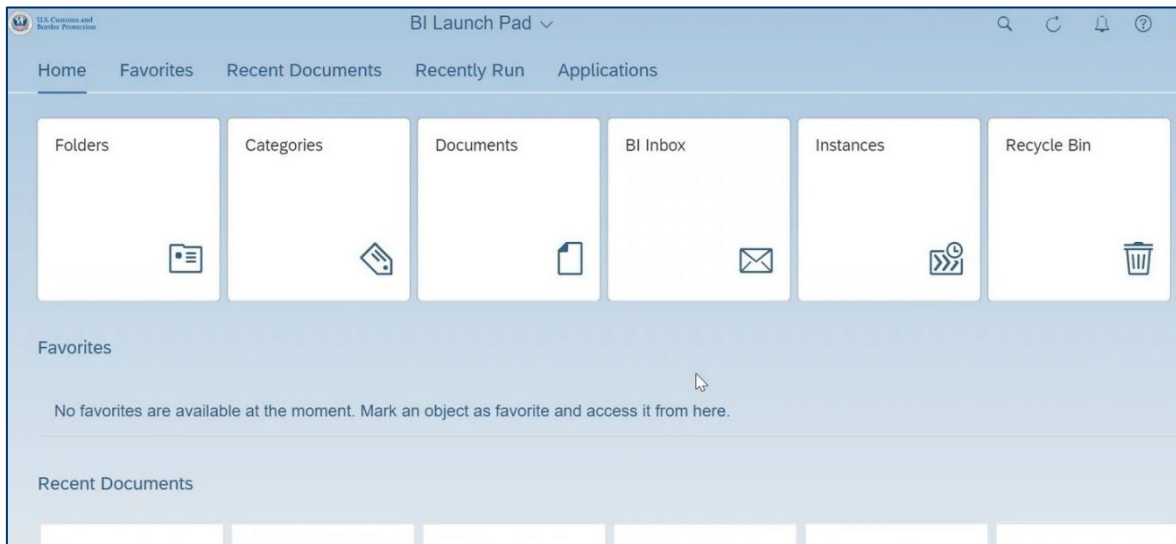 U.S. Customs and
Border Protection
BI Launch Pad
Home Favorites Recent Documents Recently Run Applications
Folders Categories Documents BI Inbox Instances Recycle Bin
Favorites
No favorites are available at the moment. Mark an object as favorite and access it from here.
Recent Documents